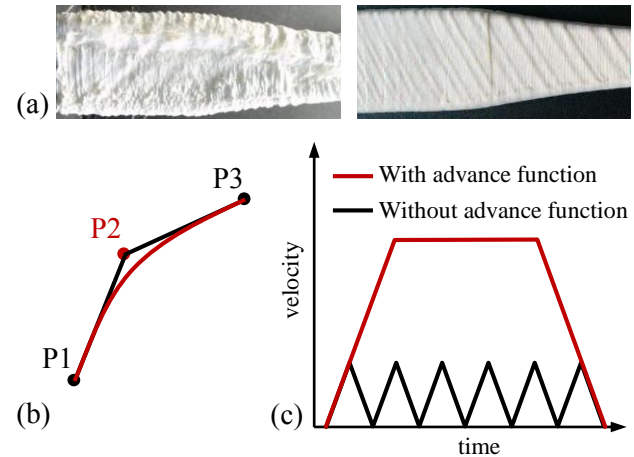 (a)
P3
P2
P1
(b)
With advance function
Without advance function
velocity
(c)
time